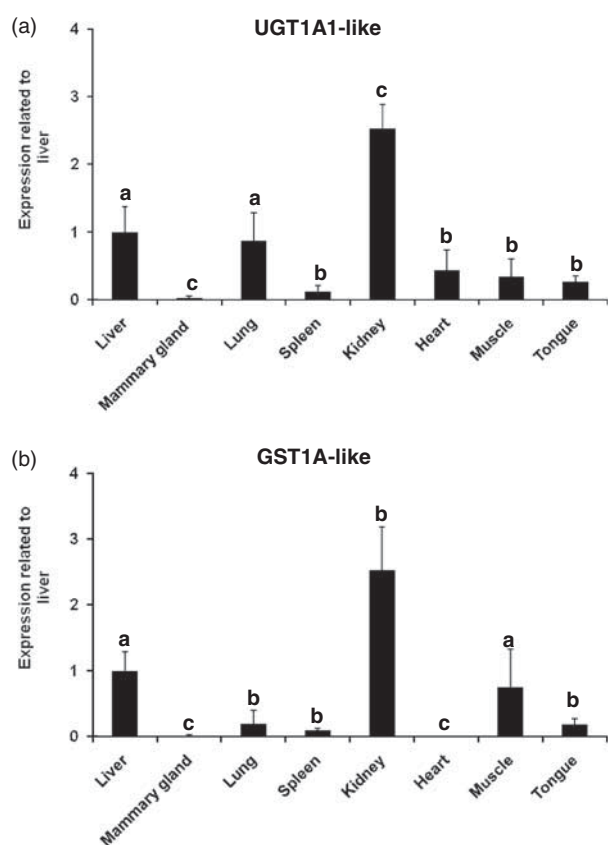 (a)
UGT1A1-like
Expression related to
liver
4
3
2
1
0
a
c
a
b
c
b
b
b
Liver
Mammary gland
Lung
Spleen
Kidney
Heart
Muscle
Tongue
(b)
GST1A-like
Expression related to
liver
4
3
2
1
0
a
c
b
b
b
c
a
b
Liver
Mammary gland
Lung
Spleen
Kidney
Heart
Muscle
Tongue